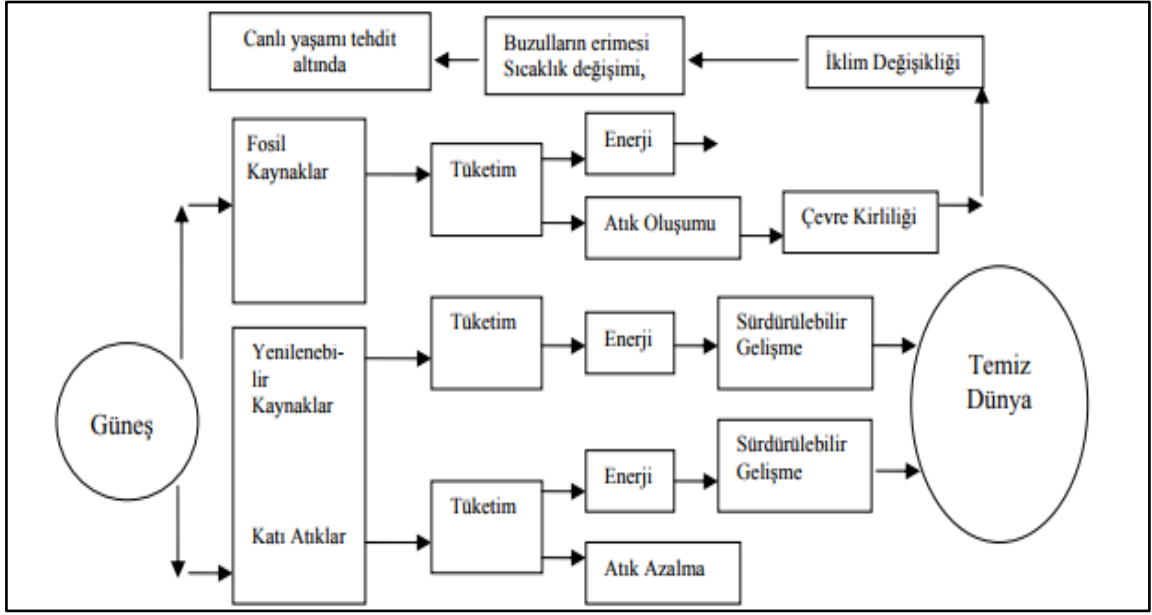 Canlı yaşamı tehdit
altında
Buzulların erimesi
Sıcaklık değişimi,
İklim Değişikliği
Fosil
Kaynaklar
Tüketim
Enerji
Atık Oluşumu
Çevre Kirliliği
Güneş
Yenilenebi-
lir
Kaynaklar
Tüketim
Enerji
Sürdürülebilir
Gelişme
Temiz
Dünya
Katı Atıklar
Tüketim
Enerji
Sürdürülebilir
Gelişme
Atık Azalma